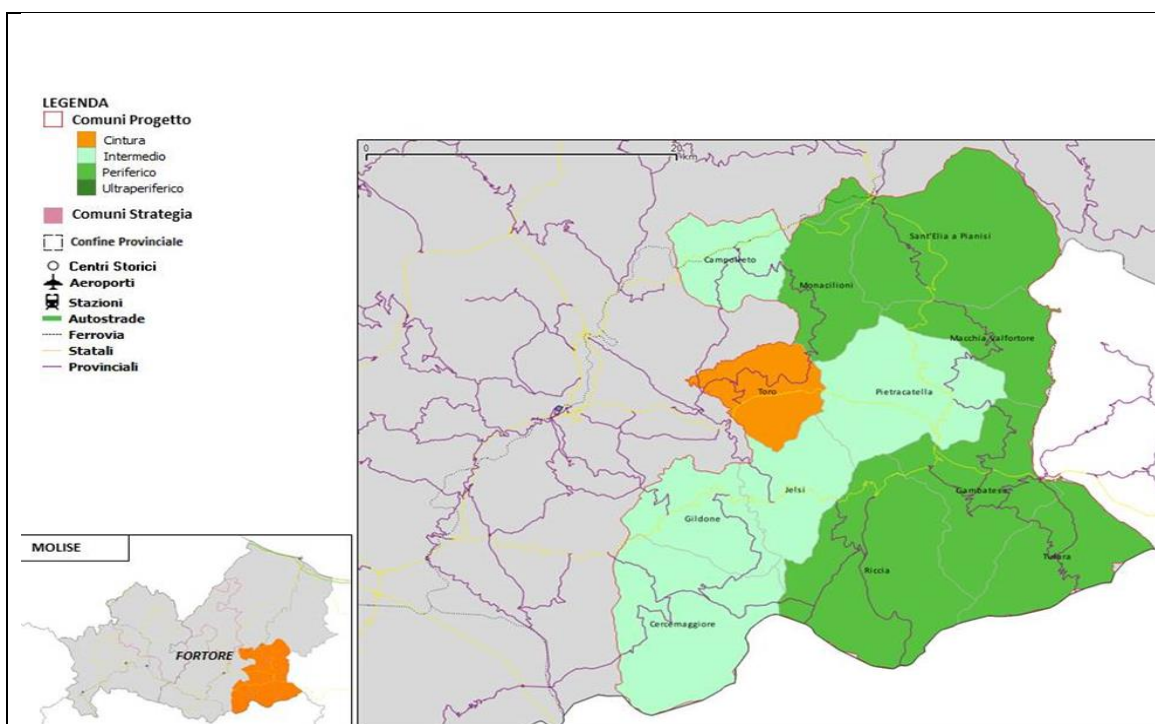 LEGENDA
Comuni Progetto
Cintura
Intermedio
Periferico
Ultraperiferico
Comuni Strategia
Confine Provinciale
Centri Storici
Aeroporti
Stazioni
Autostrade
Ferrovia
Statali
Provinciali
0 20
km
Sant'Elia a Pianisi
Campolieto
Monacilioni
Macchia Valfortore
Toro
Pietracatella
Jelsi
Gambatesa
Gildone
Tufara
Riccia
Cercemaggiore
MOLISE
FORTORE